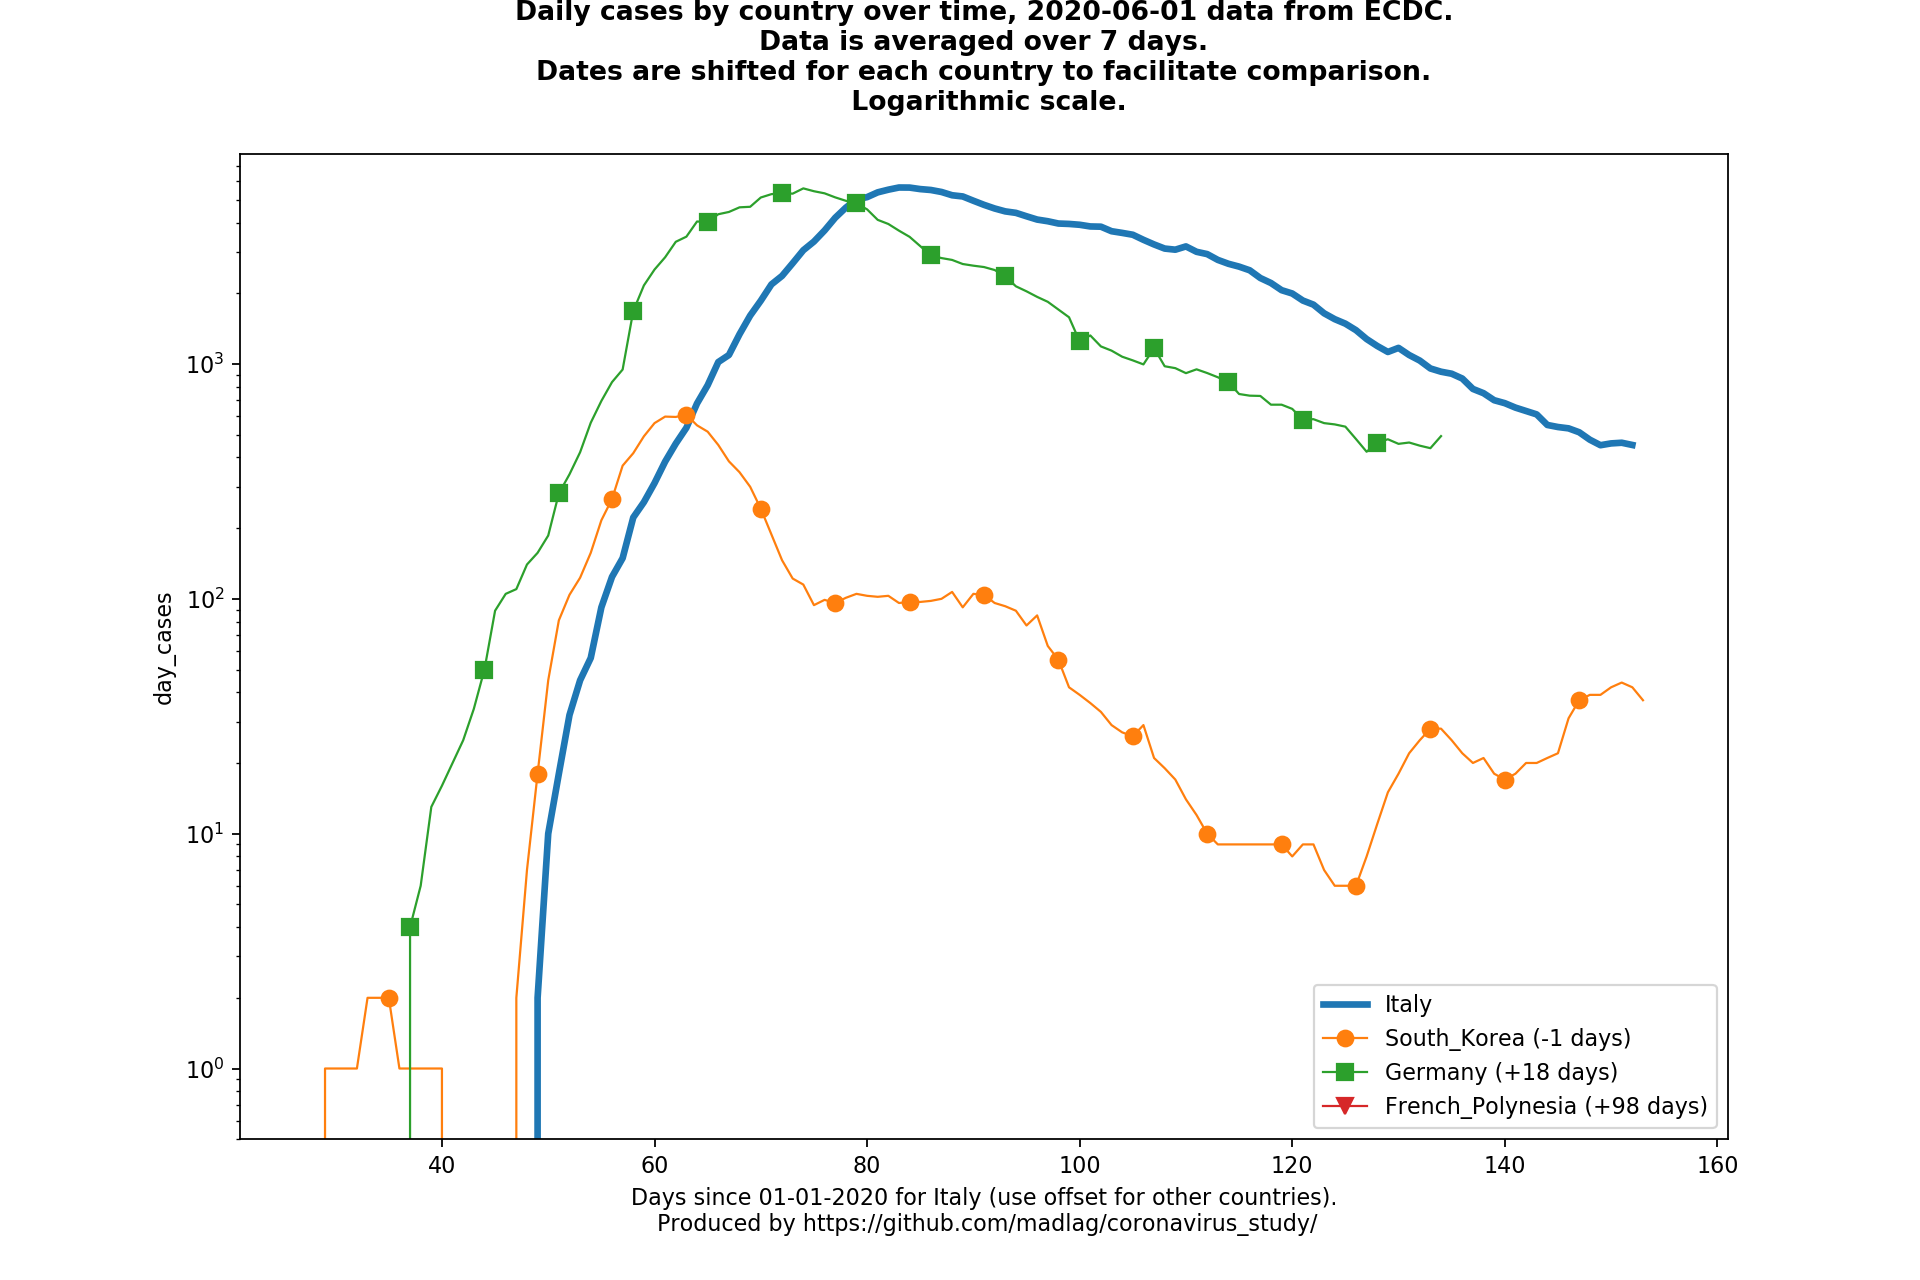 Daily cases by country over time, 2020-06-01 data from ECDC.
Data is averaged over 7 days.
Dates are shifted for each country to facilitate comparison.
Logarithmic scale.
day_cases
10³
10²
10¹
10⁰
40 60 80 100 120 140 160
Italy
South_Korea (-1 days)
Germany (+18 days)
French_Polynesia (+98 days)
Days since 01-01-2020 for Italy (use offset for other countries).
Produced by https://github.com/madlag/coronavirus_study/